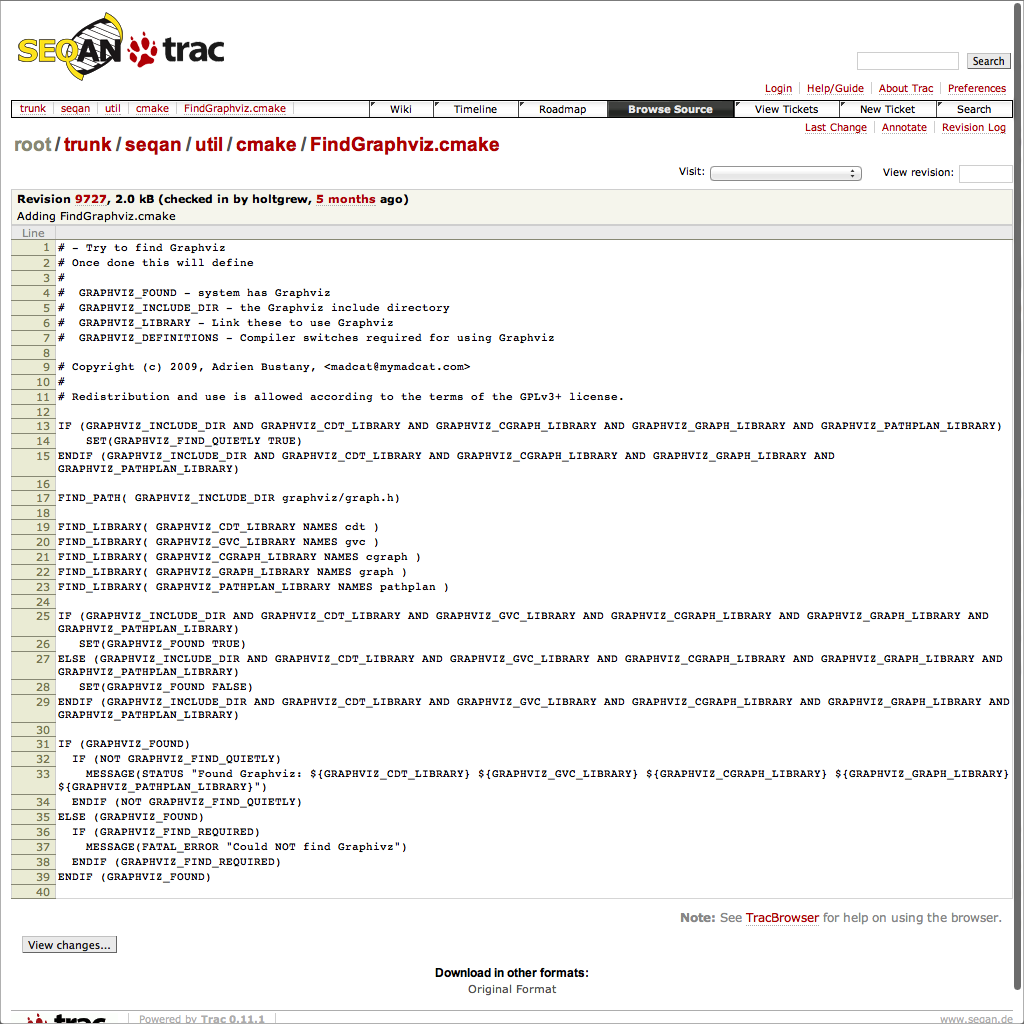 SEQAN trac
Search
Login Help/Guide About Trac Preferences
trunk seqan util cmake FindGraphviz.cmake Wiki Timeline Roadmap Browse Source View Tickets New Ticket Search
Last Change Annotate Revision Log
root/trunk/seqan/util/cmake/FindGraphviz.cmake
Visit: View revision:
Revision 9727, 2.0 kB (checked in by holtgrew, 5 months ago)
Adding FindGraphviz.cmake
Line
1 # - Try to find Graphviz
2 # Once done this will define
3 #
4 #  GRAPHVIZ_FOUND - system has Graphviz
5 #  GRAPHVIZ_INCLUDE_DIR - the Graphviz include directory
6 #  GRAPHVIZ_LIBRARY - Link these to use Graphviz
7 #  GRAPHVIZ_DEFINITIONS - Compiler switches required for using Graphviz
8
9 # Copyright (c) 2009, Adrien Bustany, <madcat@mymadcat.com>
10 #
11 # Redistribution and use is allowed according to the terms of the GPLv3+ license.
12
13 IF (GRAPHVIZ_INCLUDE_DIR AND GRAPHVIZ_CDT_LIBRARY AND GRAPHVIZ_CGRAPH_LIBRARY AND GRAPHVIZ_GRAPH_LIBRARY AND GRAPHVIZ_PATHPLAN_LIBRARY)
14     SET(GRAPHVIZ_FIND_QUIETLY TRUE)
15 ENDIF (GRAPHVIZ_INCLUDE_DIR AND GRAPHVIZ_CDT_LIBRARY AND GRAPHVIZ_CGRAPH_LIBRARY AND GRAPHVIZ_GRAPH_LIBRARY AND
GRAPHVIZ_PATHPLAN_LIBRARY)
16
17 FIND_PATH( GRAPHVIZ_INCLUDE_DIR graphviz/graph.h)
18
19 FIND_LIBRARY( GRAPHVIZ_CDT_LIBRARY NAMES cdt )
20 FIND_LIBRARY( GRAPHVIZ_GVC_LIBRARY NAMES gvc )
21 FIND_LIBRARY( GRAPHVIZ_CGRAPH_LIBRARY NAMES cgraph )
22 FIND_LIBRARY( GRAPHVIZ_GRAPH_LIBRARY NAMES graph )
23 FIND_LIBRARY( GRAPHVIZ_PATHPLAN_LIBRARY NAMES pathplan )
24
25 IF (GRAPHVIZ_INCLUDE_DIR AND GRAPHVIZ_CDT_LIBRARY AND GRAPHVIZ_GVC_LIBRARY AND GRAPHVIZ_CGRAPH_LIBRARY AND GRAPHVIZ_GRAPH_LIBRARY AND
GRAPHVIZ_PATHPLAN_LIBRARY)
26    SET(GRAPHVIZ_FOUND TRUE)
27 ELSE (GRAPHVIZ_INCLUDE_DIR AND GRAPHVIZ_CDT_LIBRARY AND GRAPHVIZ_GVC_LIBRARY AND GRAPHVIZ_CGRAPH_LIBRARY AND GRAPHVIZ_GRAPH_LIBRARY AND
GRAPHVIZ_PATHPLAN_LIBRARY)
28    SET(GRAPHVIZ_FOUND FALSE)
29 ENDIF (GRAPHVIZ_INCLUDE_DIR AND GRAPHVIZ_CDT_LIBRARY AND GRAPHVIZ_GVC_LIBRARY AND GRAPHVIZ_CGRAPH_LIBRARY AND GRAPHVIZ_GRAPH_LIBRARY AND
GRAPHVIZ_PATHPLAN_LIBRARY)
30
31 IF (GRAPHVIZ_FOUND)
32   IF (NOT GRAPHVIZ_FIND_QUIETLY)
33     MESSAGE(STATUS "Found Graphviz: ${GRAPHVIZ_CDT_LIBRARY} ${GRAPHVIZ_GVC_LIBRARY} ${GRAPHVIZ_CGRAPH_LIBRARY} ${GRAPHVIZ_GRAPH_LIBRARY}
${GRAPHVIZ_PATHPLAN_LIBRARY}")
34   ENDIF (NOT GRAPHVIZ_FIND_QUIETLY)
35 ELSE (GRAPHVIZ_FOUND)
36   IF (GRAPHVIZ_FIND_REQUIRED)
37     MESSAGE(FATAL_ERROR "Could NOT find Graphivz")
38   ENDIF (GRAPHVIZ_FIND_REQUIRED)
39 ENDIF (GRAPHVIZ_FOUND)
40
Note: See TracBrowser for help on using the browser.
View changes...
Download in other formats:
Original Format
trac Powered by Trac 0.11.1 www.seqan.de